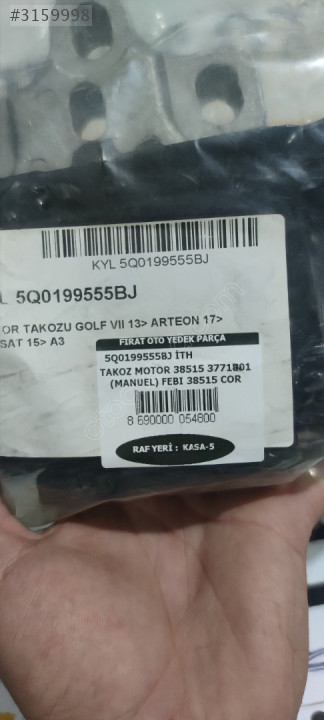 #3159998
KYL 5Q0199555BJ
L 5Q0199555BJ
OR TAKOZU GOLF VII 13> ARTEON 17>
SAT 15> A3
FIRAT OTO YEDEK PARÇA
5Q0199555BJ İTH
TAKOZ MOTOR 38515
(MANUEL) FEBI 38515 COR
8 690000 054800
RAF YERİ : KASA-5